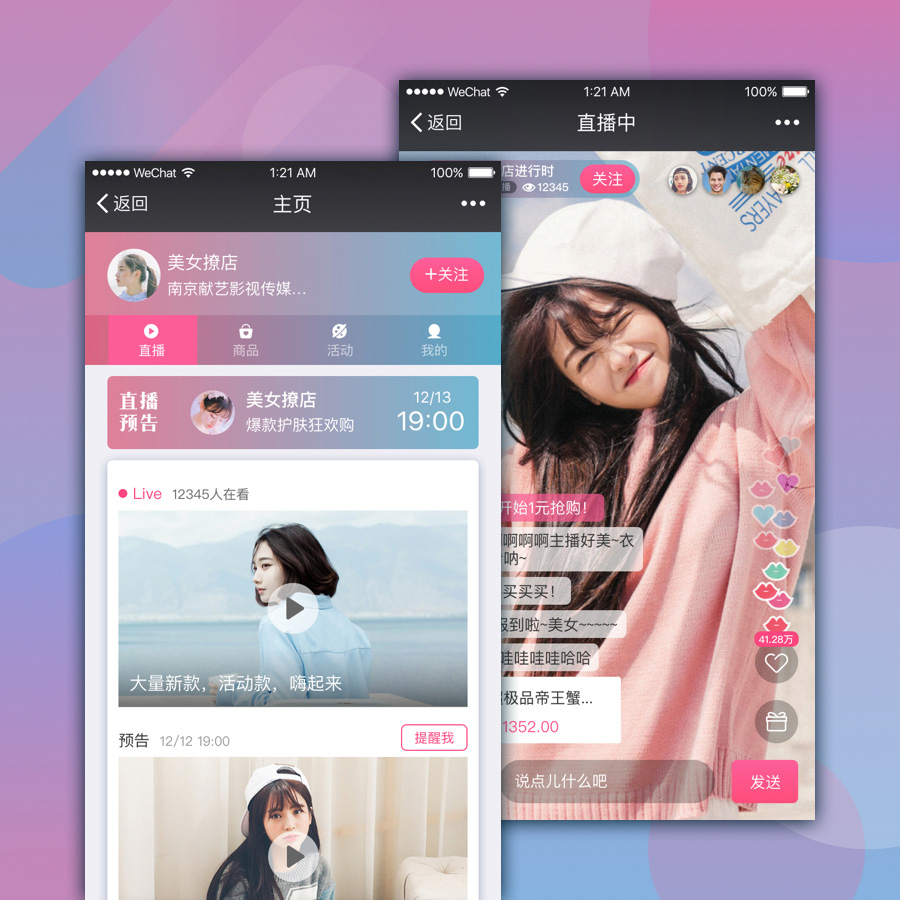 WeChat 1:21 AM 100%
返回 直播中
店进行时
播 12345
关注
MENTAL
AYERS
开始1元抢购！
啊啊啊主播好美~衣
呐~
买买买！
到啦~美女~~~~~
哇哇哇哇哈哈
极品帝王蟹...
1352.00
41.28万
说点儿什么吧
发送
WeChat 1:21 AM 100%
返回 主页
美女撩店
南京献艺影视传媒...
+关注
直播 商品 活动 我的
直播
预告
美女撩店
爆款护肤狂欢购
12/13
19:00
Live 12345人在看
大量新款，活动款，嗨起来
预告 12/12 19:00
提醒我